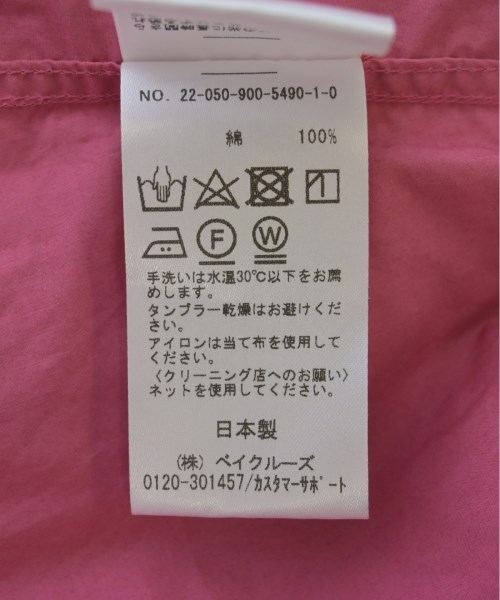 NO. 22-050-900-5490-1-0
綿 100%
F W
手洗いは水温30℃以下をお薦
めします。
タンブラー乾燥はお避けくだ
さい。
アイロンは当て布を使用して
ください。
〈クリーニング店へのお願い〉
ネットを使用してください。
日本製
(株) ベイクルーズ
0120-301457/カスタマーサポート